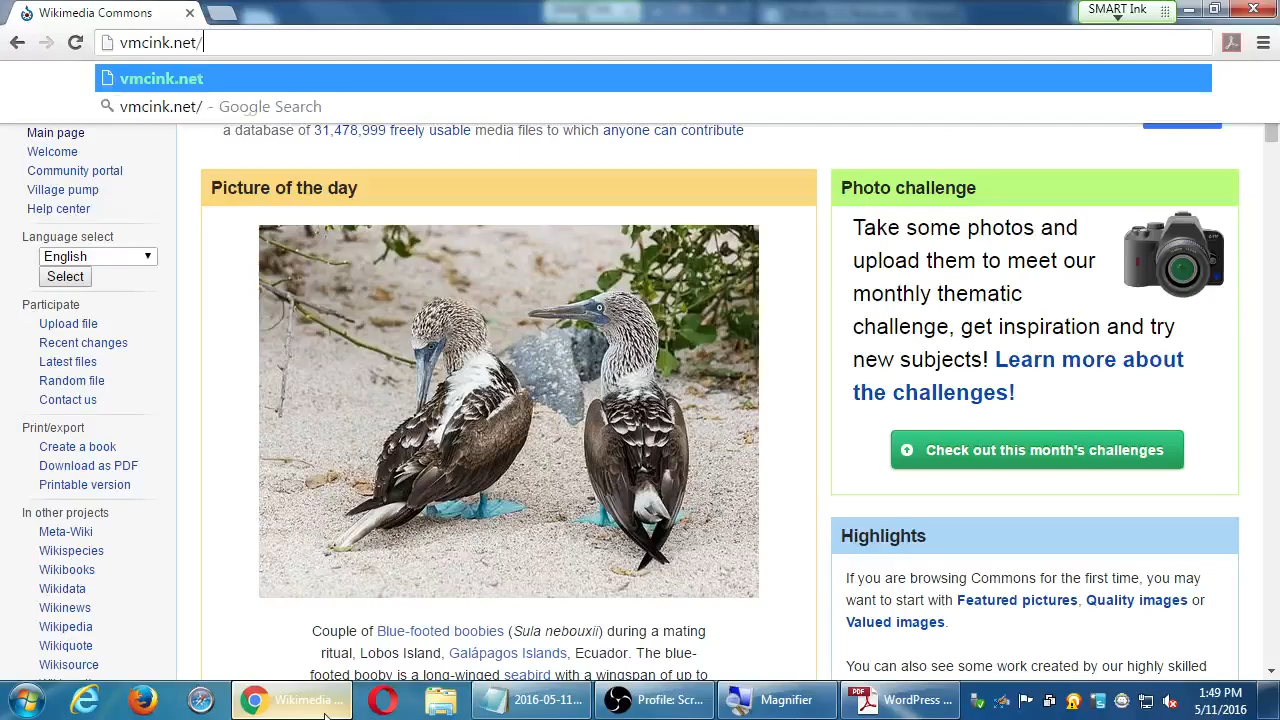 Wikimedia Commons
SMART Ink
vmcink.net/
vmcink.net
vmcink.net/ - Google Search
a database of 31,478,999 freely usable media files to which anyone can contribute
Main page
Welcome
Community portal
Village pump
Help center
Language select
English
Select
Participate
Upload file
Recent changes
Latest files
Random file
Contact us
Print/export
Create a book
Download as PDF
Printable version
In other projects
Meta-Wiki
Wikispecies
Wikibooks
Wikidata
Wikinews
Wikipedia
Wikiquote
Wikisource
Picture of the day
Couple of Blue-footed boobies (Sula nebouxii) during a mating
ritual, Lobos Island, Galápagos Islands, Ecuador. The blue-
footed booby is a long-winged seabird with a wingspan of up to
Photo challenge
Take some photos and
upload them to meet our
monthly thematic
challenge, get inspiration and try
new subjects! Learn more about
the challenges!
Check out this month's challenges
Highlights
If you are browsing Commons for the first time, you may
want to start with Featured pictures, Quality images or
Valued images.
You can also see some work created by our highly skilled
Wikimedia ...
2016-05-11...
Profile: Scr...
Magnifier
PDF
WordPress ...
1:49 PM
5/11/2016